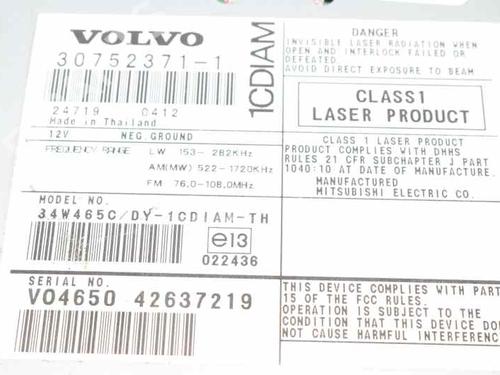 VOLVO
30752371-1
1CDIAM
24719 0412
Made in Thailand
12V NEG GROUND
FREQUENCY RANGE LW 153- 282KHz
AM(MW) 522-1720KHz
FM 76.0-108.0MHz
MODEL NO.
34W465C/DY-1CDIAM-TH
e13
022436
SERIAL NO.
VO4650 42637219
DANGER
INVISIBLE LASER RADIATION WHEN
OPEN AND INTERLOCK FAILED OR
DEFEATED
AVOID DIRECT EXPOSURE TO BEAM
CLASS1
LASER PRODUCT
CLASS 1 LASER PRODUCT
PRODUCT COMPLIES WITH DHHS
RULES 21 CFR SUBCHAPTER J PART
1040:10 AT DATE OF MANUFACTURE.
MANUFACTURED
MITSUBISHI ELECTRIC CO.
THIS DEVICE COMPLIES WITH PART
15 OF THE FCC RULES.
OPERATION IS SUBJECT TO THE
CONDITION THAT THIS DEVICE DOE
NOT CAUSE HARMFUL INTERFERENC